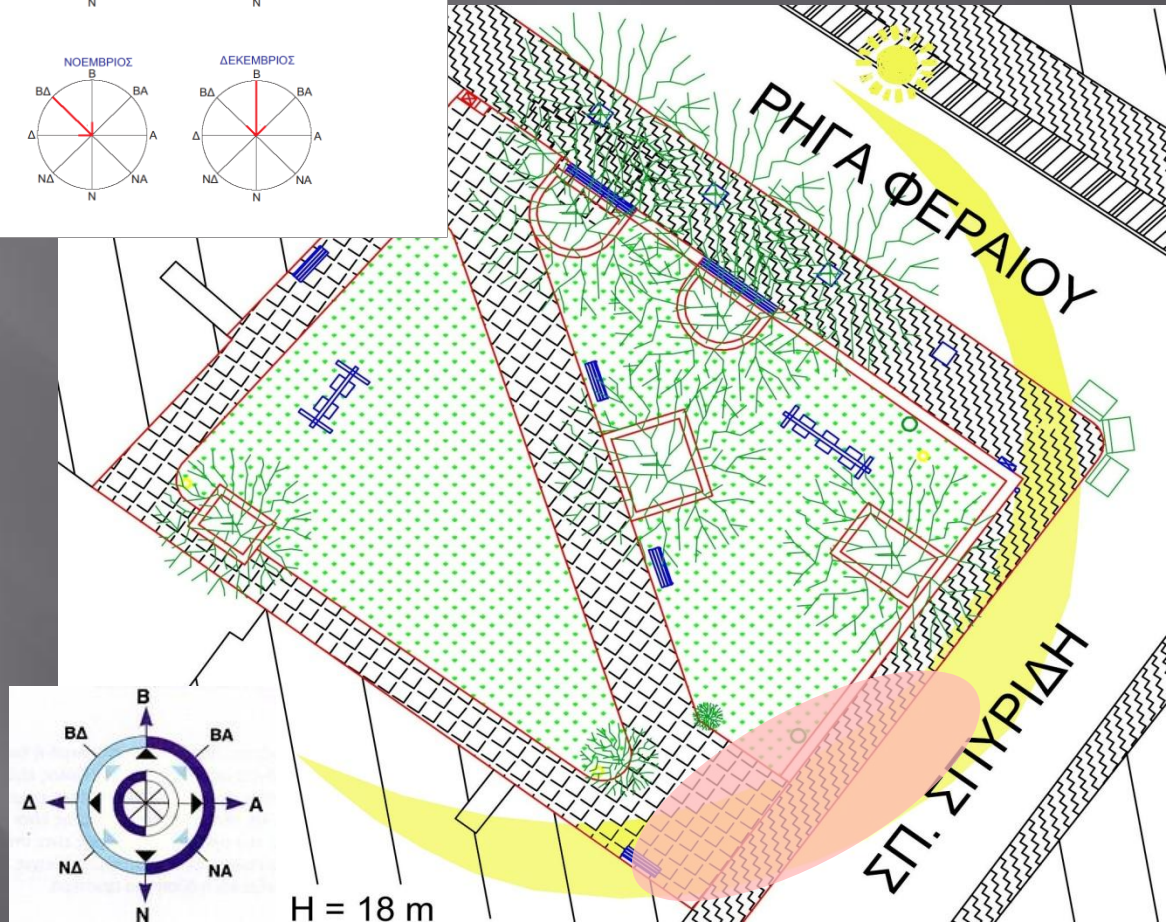 Ν Ν
ΝΟΕΜΒΡΙΟΣ ΔΕΚΕΜΒΡΙΟΣ
Β Β
ΒΔ ΒΑ ΒΔ ΒΑ
Δ Α Δ Α
ΝΔ ΝΑ ΝΔ ΝΑ
Ν Ν
ΡΗΓΑ ΦΕΡΑΙΟΥ
ΣΠ. ΣΠΥΡΙΔΗ
Β
ΒΔ ΒΑ
Δ Α
ΝΔ ΝΑ
Ν
H = 18 m